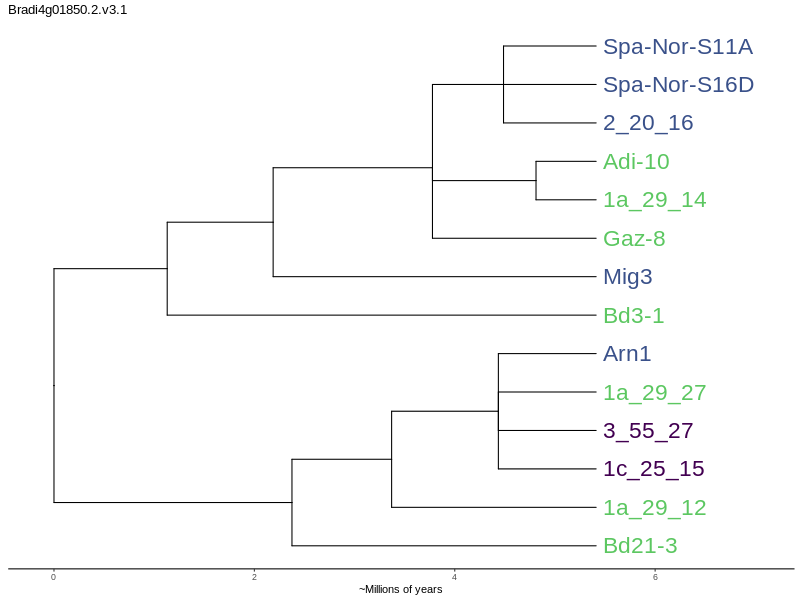 Bradi4g01850.2.v3.1
Spa-Nor-S11A
Spa-Nor-S16D
2_20_16
Adi-10
1a_29_14
Gaz-8
Mig3
Bd3-1
Arn1
1a_29_27
3_55_27
1c_25_15
1a_29_12
Bd21-3
0 2 4 6
~Millions of years